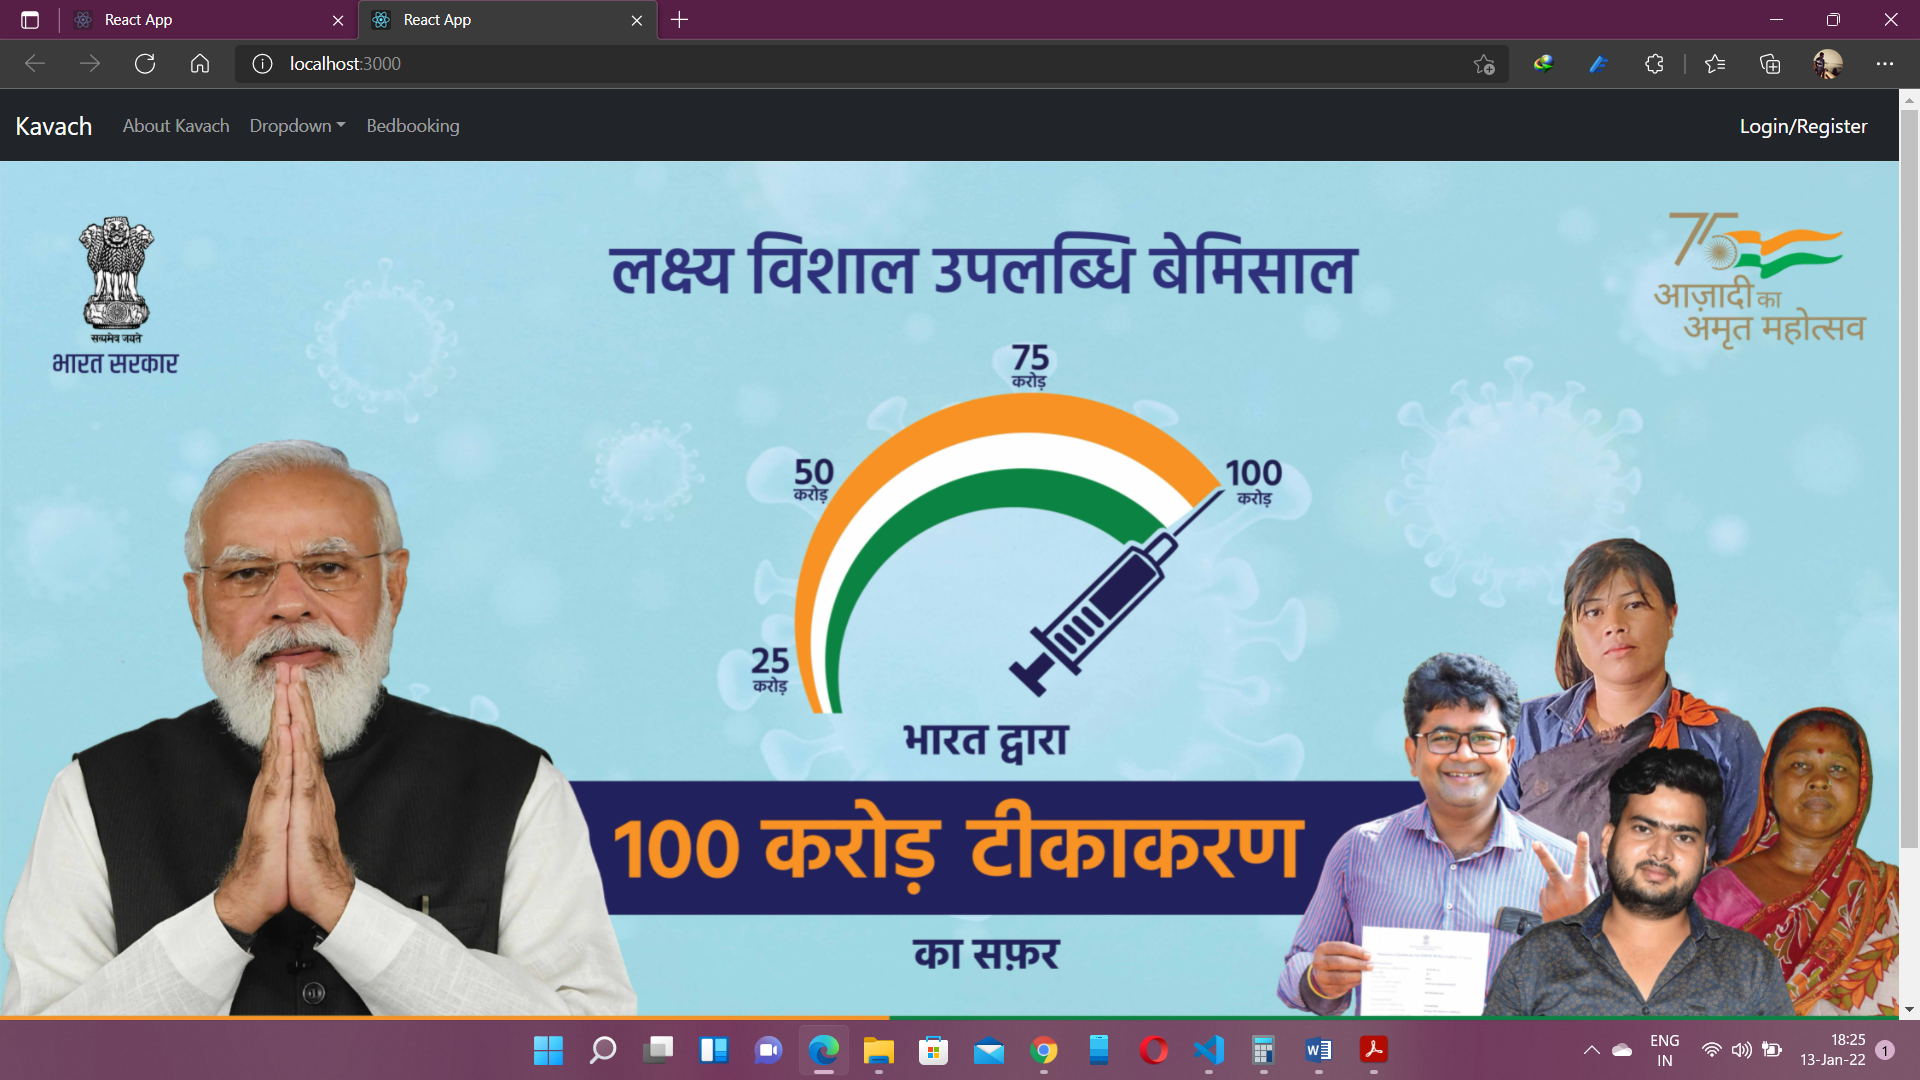 React App
React App
localhost:3000
Kavach
About Kavach
Dropdown
Bedbooking
Login/Register
सत्यमेव जयते
भारत सरकार
लक्ष्य विशाल उपलब्धि बेमिसाल
75
आज़ादी का
अमृत महोत्सव
75
करोड़
50
करोड़
100
करोड़
25
करोड़
भारत द्वारा
100 करोड़ टीकाकरण
का सफ़र
ENG
IN
18:25
13-Jan-22
1